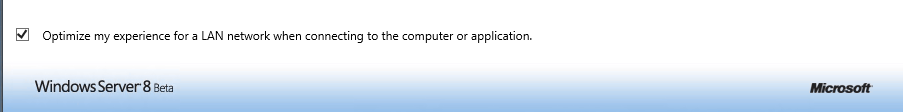 Optimize my experience for a LAN network when connecting to the computer or application.
Windows Server 8 Beta
Microsoft